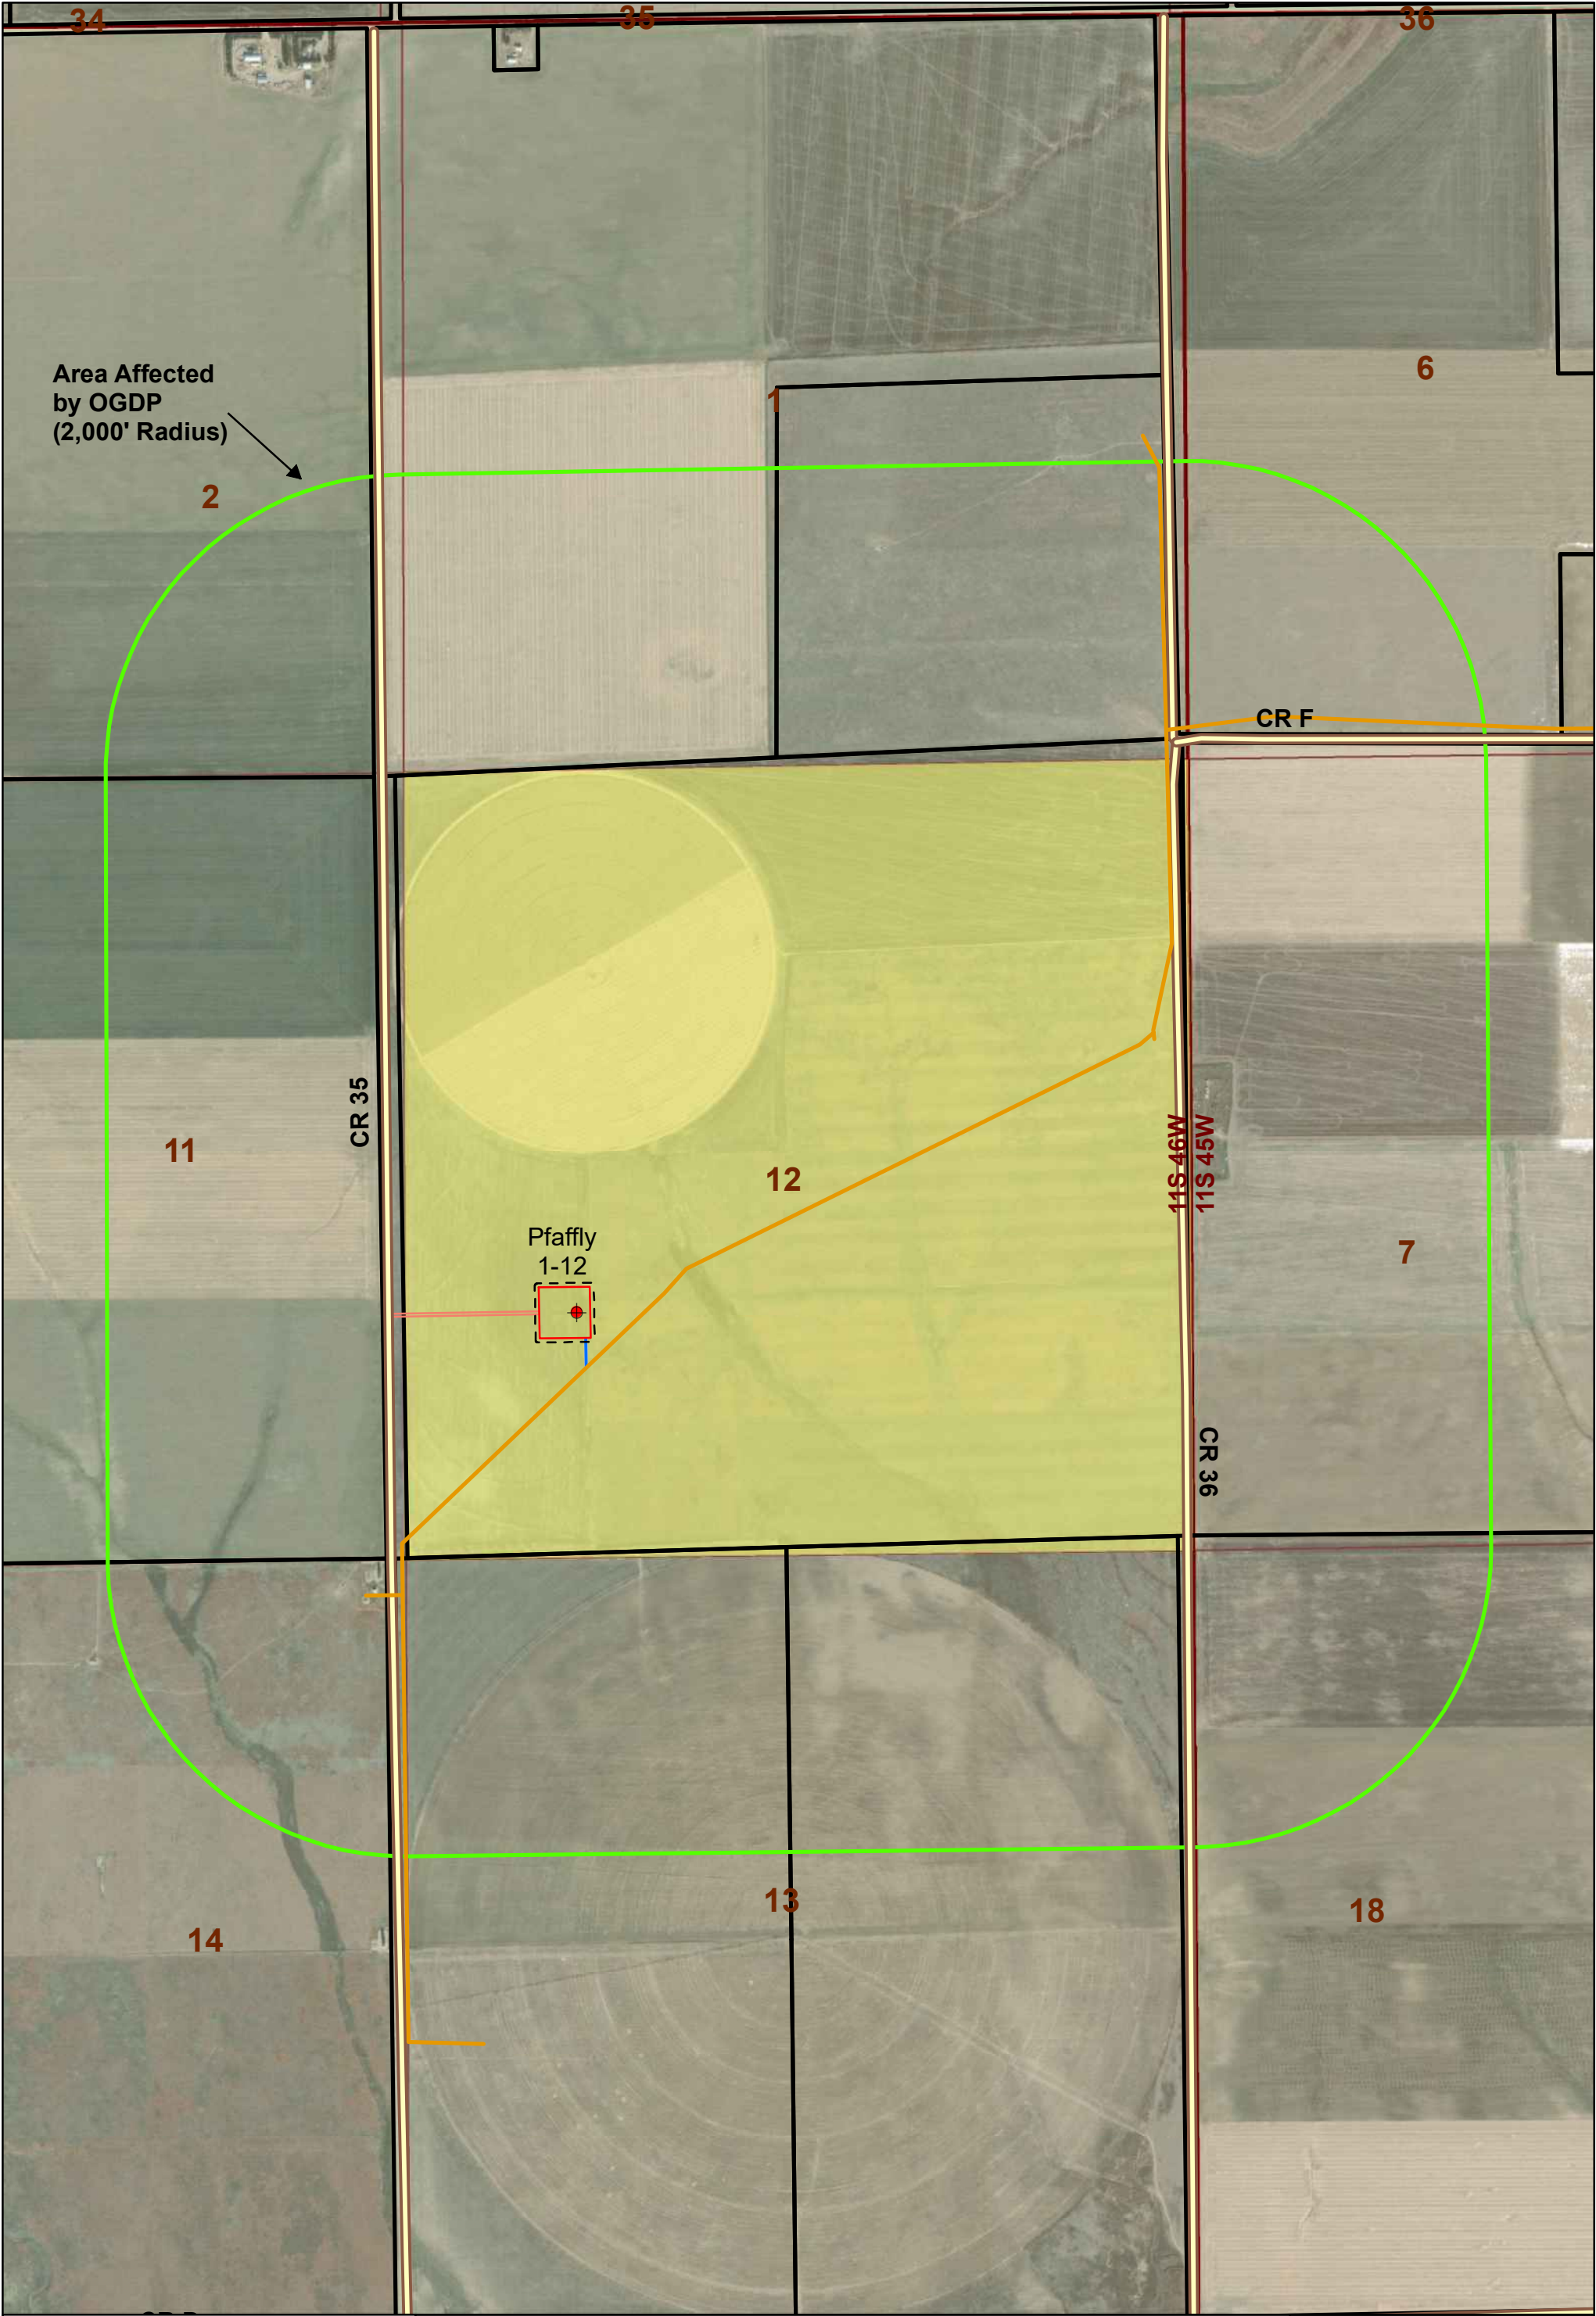 34
35
36
Area Affected
by OGDP
(2,000' Radius)
1
6
2
CR F
CR 35
11
12
11S 46W
11S 45W
Pfaffly
1-12
7
CR 36
13
14
18